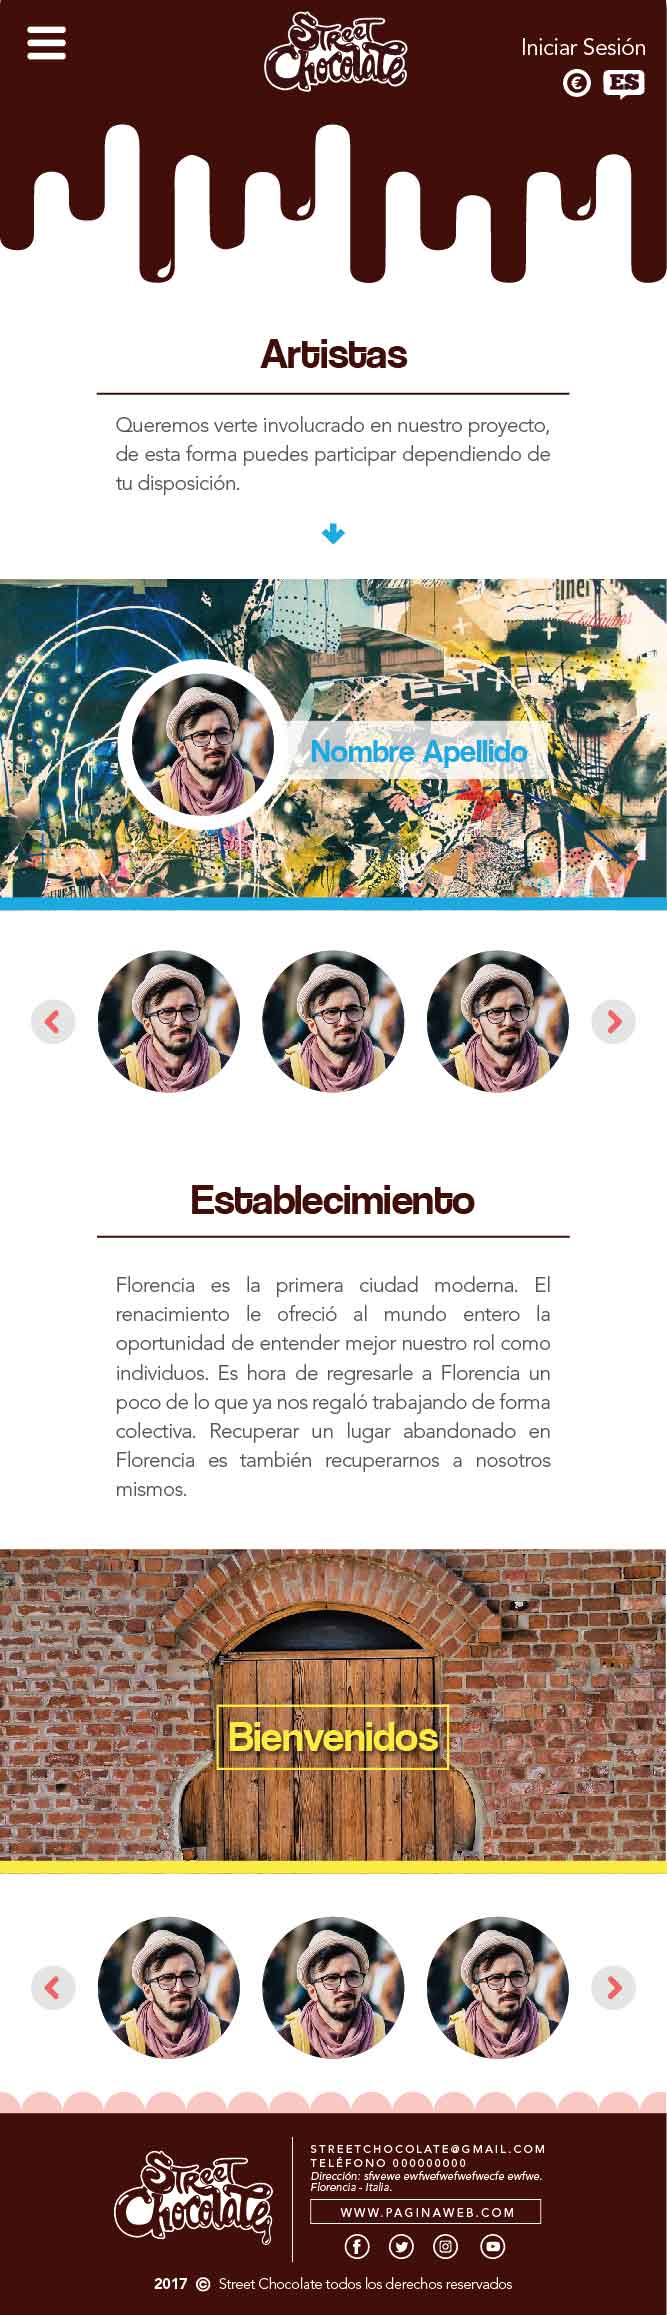 Street
Chocolate
Iniciar Sesión
€ ES
Artistas
Queremos verte involucrado en nuestro proyecto,
de esta forma puedes participar dependiendo de
tu disposición.
Nombre Apellido
Establecimiento
Florencia es la primera ciudad moderna. El
renacimiento le ofreció al mundo entero la
oportunidad de entender mejor nuestro rol como
individuos. Es hora de regresarle a Florencia un
poco de lo que ya nos regaló trabajando de forma
colectiva. Recuperar un lugar abandonado en
Florencia es también recuperarnos a nosotros
mismos.
Bienvenidos
Street
Chocolate
STREETCHOCOLATE@GMAIL.COM
TELÉFONO 000000000
Dirección: sfwewe ewfwefwefwefwecfe ewfwe.
Florencia - Italia.
WWW.PAGINAWEB.COM
2017 © Street Chocolate todos los derechos reservados